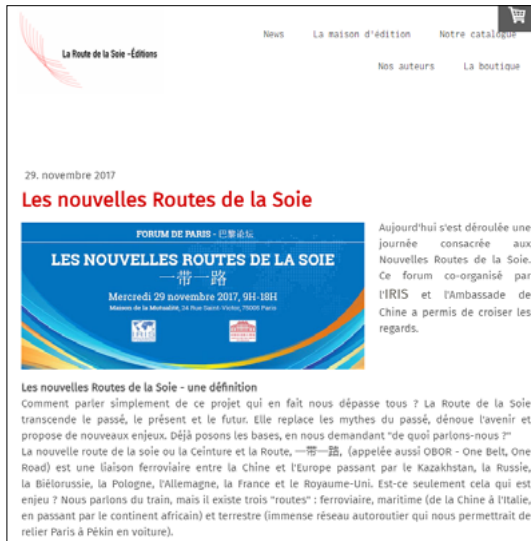 News La maison d'édition Notre catalogue
La Route de la Soie -Éditions
Nos auteurs La boutique
29. novembre 2017
Les nouvelles Routes de la Soie
FORUM DE PARIS - 巴黎论坛
LES NOUVELLES ROUTES DE LA SOIE
一带一路
Mercredi 29 novembre 2017, 9H-18H
Maison de la Mutualité, 24 Rue Saint-Victor, 75005 Paris
IRIS
Aujourd'hui s'est déroulée une
journée consacrée aux
Nouvelles Routes de la Soie.
Ce forum co-organisé par
l'IRIS et l'Ambassade de
Chine a permis de croiser les
regards.
Les nouvelles Routes de la Soie - une définition
Comment parler simplement de ce projet qui en fait nous dépasse tous ? La Route de la Soie
transcende le passé, le présent et le futur. Elle replace les mythes du passé, dénoue l'avenir et
propose de nouveaux enjeux. Déjà posons les bases, en nous demandant "de quoi parlons-nous ?"
La nouvelle route de la soie ou la Ceinture et la Route, 一带一路, (appelée aussi OBOR - One Belt, One
Road) est une liaison ferroviaire entre la Chine et l'Europe passant par le Kazakhstan, la Russie,
la Biélorussie, la Pologne, l'Allemagne, la France et le Royaume-Uni. Est-ce seulement cela qui est
enjeu ? Nous parlons du train, mais il existe trois "routes" : ferroviaire, maritime (de la Chine à l'Italie,
en passant par le continent africain) et terrestre (immense réseau autoroutier qui nous permettrait de
relier Paris à Pékin en voiture).